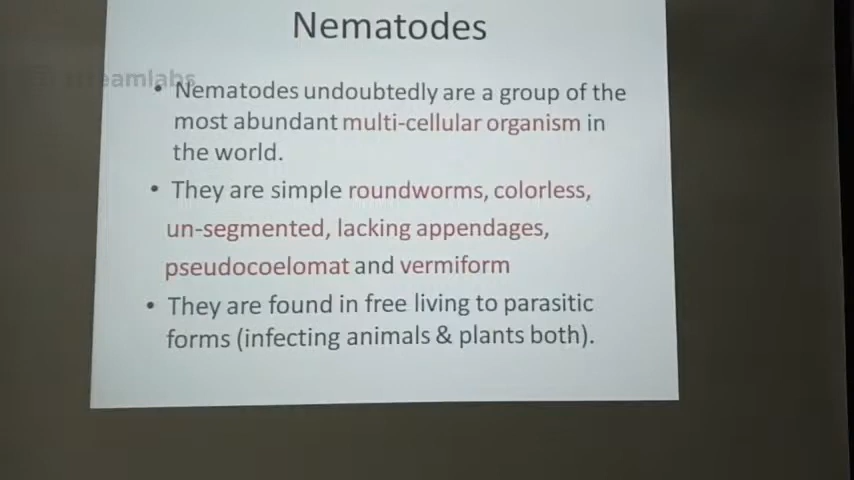 Nematodes
streamlabs
• Nematodes undoubtedly are a group of the
most abundant multi-cellular organism in
the world.
• They are simple roundworms, colorless,
un-segmented, lacking appendages,
pseudocoelomat and vermiform
• They are found in free living to parasitic
forms (infecting animals & plants both).